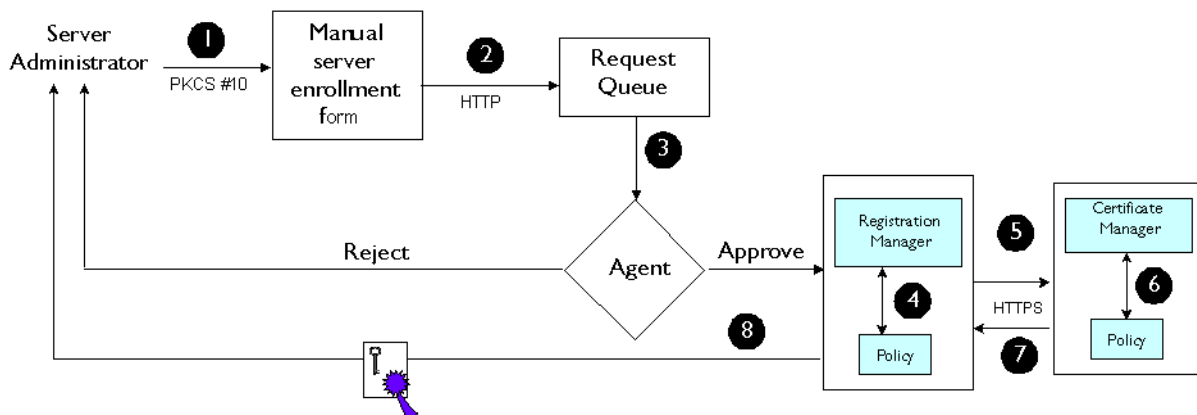 Server
Administrator
1
PKCS #10
Manual
server
enrollment
form
2
HTTP
Request
Queue
3
Reject
Agent
Approve
Registration
Manager
4
Policy
5
HTTPS
7
Certificate
Manager
6
Policy
8